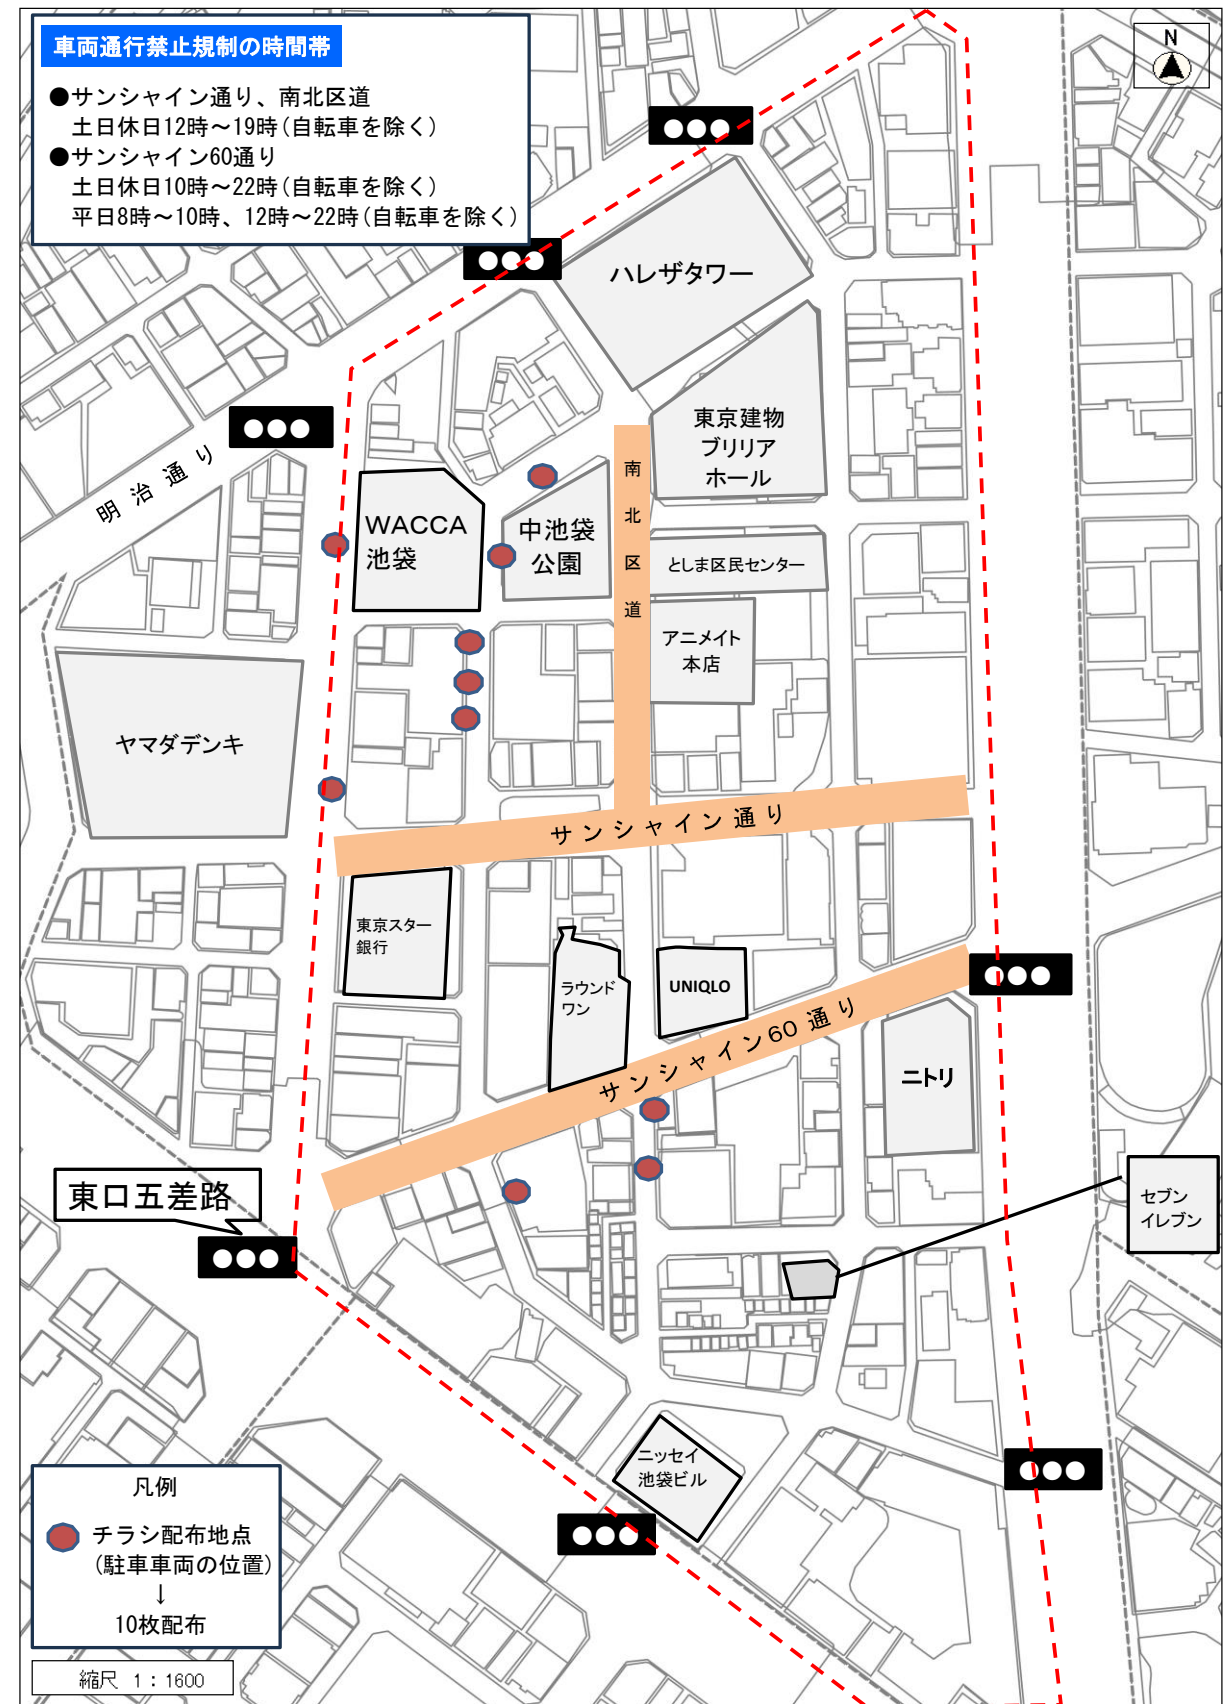 車両通行禁止規制の時間帯
●サンシャイン通り、南北区道
土日休日12時～19時(自転車を除く)
●サンシャイン60通り
土日休日10時～22時(自転車を除く)
平日8時～10時、12時～22時(自転車を除く)
N
ハレザタワー
東京建物
ブリリア
ホール
明治通り
南北区道
WACCA
池袋
中池袋
公園
としま区民センター
アニメイト
本店
ヤマダデンキ
サンシャイン通り
東京スター
銀行
ラウンド
ワン
UNIQLO
サンシャイン60通り
ニトリ
東口五差路
セブン
イレブン
ニッセイ
池袋ビル
凡例
チラシ配布地点
(駐車車両の位置)
↓
10枚配布
縮尺 1：1600